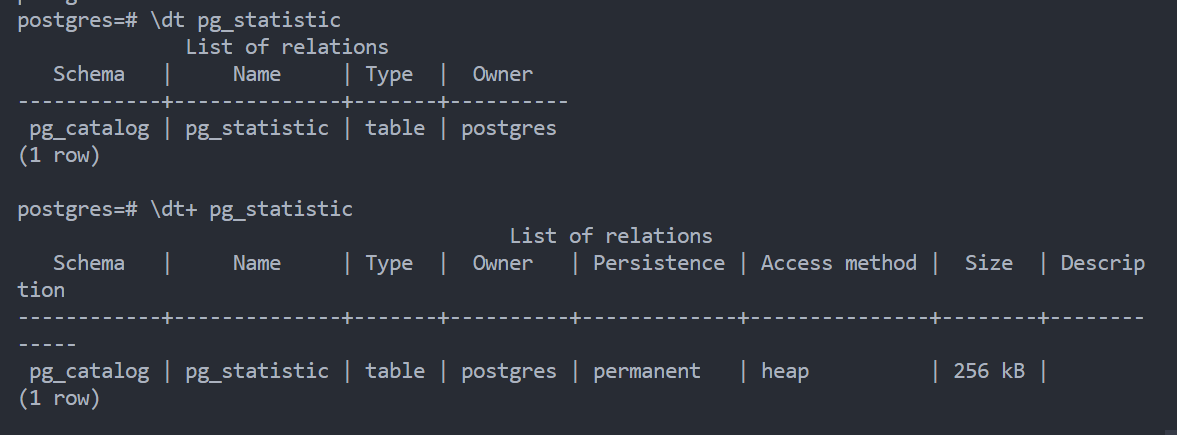 postgres=# \dt pg_statistic
               List of relations
   Schema   |     Name     | Type  |  Owner
------------+--------------+-------+----------
 pg_catalog | pg_statistic | table | postgres
(1 row)

postgres=# \dt+ pg_statistic
                                         List of relations
   Schema   |     Name     | Type  |  Owner   | Persistence | Access method |  Size  | Descrip
tion
------------+--------------+-------+----------+-------------+---------------+--------+--------
-----
 pg_catalog | pg_statistic | table | postgres | permanent   | heap          | 256 kB |
(1 row)